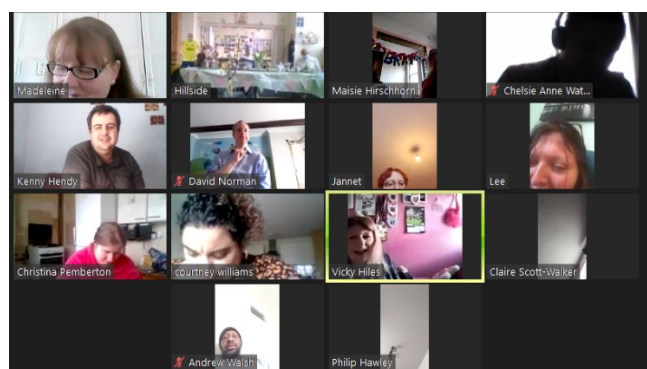 Madeleine
Hillside
Maisie Hirschhorn
Chelsie Anne Wat...
Kenny Hendy
David Norman
Jannet
Lee
Christina Pemberton
courtney williams
Vicky Hiles
Claire Scott-Walker
Andrew Walsh
Philip Hawley